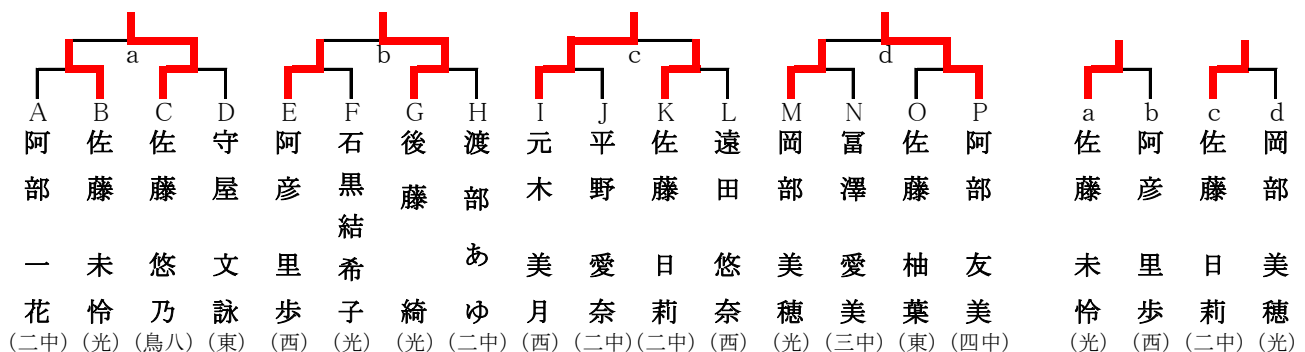 a b c d
A B C D E F G H I J K L M N O P a b c d
阿部一花(二中)
佐藤未怜(光)
佐藤悠乃(鳥八)
守屋文詠(東)
阿彦里歩(西)
石黒結希子(光)
後藤綺(光)
渡部あゆ(二中)
元木美月(西)
平野愛奈(二中)
佐藤日莉(二中)
遠田悠奈(西)
岡部美穂(光)
冨澤愛美(三中)
佐藤柚葉(東)
阿部友美(四中)
佐藤未怜(光)
阿彦里歩(西)
佐藤日莉(二中)
岡部美穂(光)